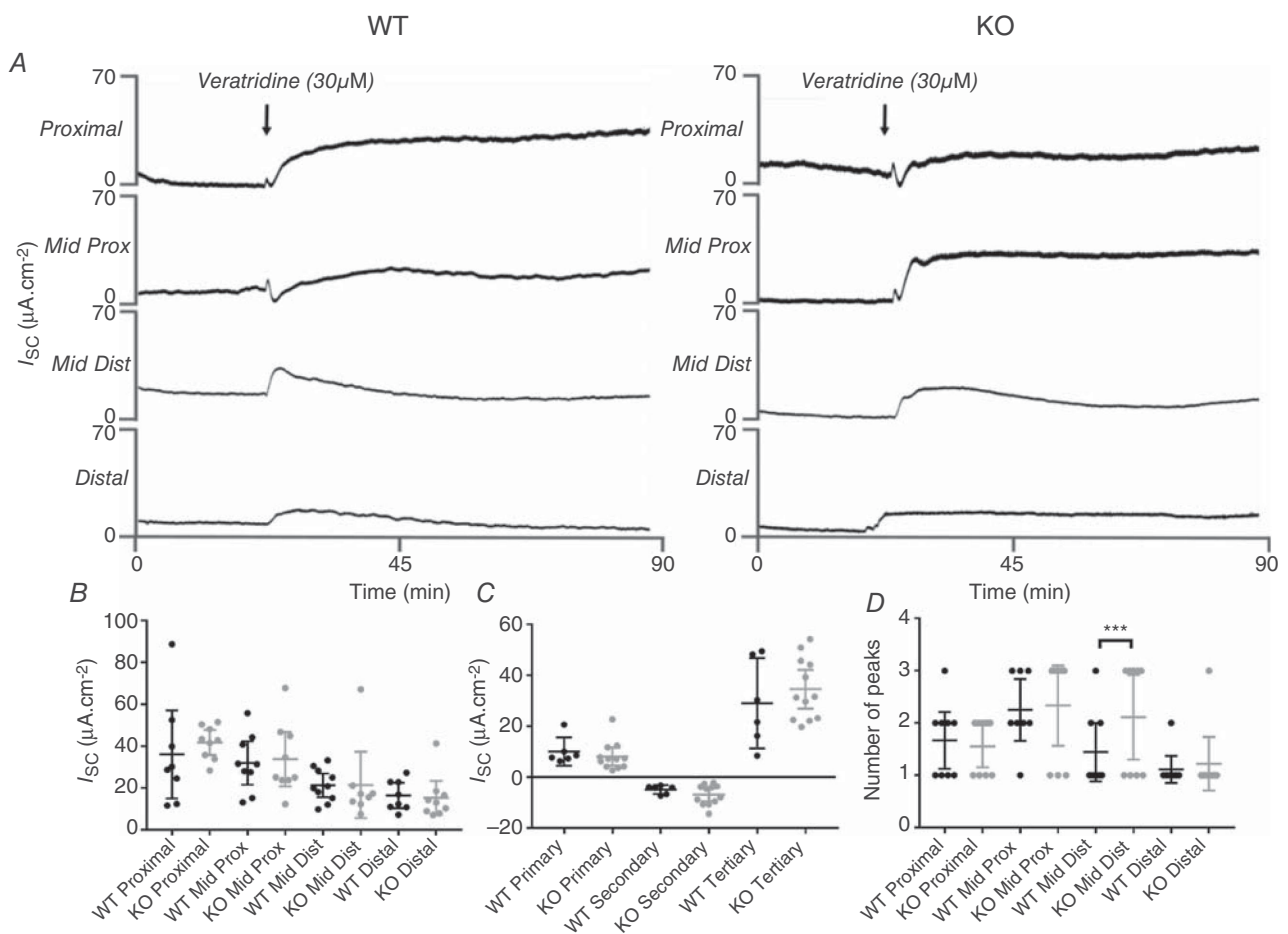 WT
KO
A
Veratridine (30µM)
Veratridine (30µM)
70
Proximal
0
70
Mid Prox
0
70
Mid Dist
0
70
Distal
0
ISC (µA.cm-2)
0
45
90
Time (min)
70
Proximal
0
70
Mid Prox
0
70
Mid Dist
0
70
Distal
0
0
45
90
Time (min)
B
100
80
60
40
20
0
ISC (µA.cm-2)
WT Proximal
KO Proximal
WT Mid Prox
KO Mid Prox
WT Mid Dist
KO Mid Dist
WT Distal
KO Distal
C
60
40
20
0
–20
ISC (µA.cm-2)
WT Primary
KO Primary
WT Secondary
KO Secondary
WT Tertiary
KO Tertiary
D
4
3
2
1
0
Number of peaks
***
WT Proximal
KO Proximal
WT Mid Prox
KO Mid Prox
WT Mid Dist
KO Mid Dist
WT Distal
KO Distal